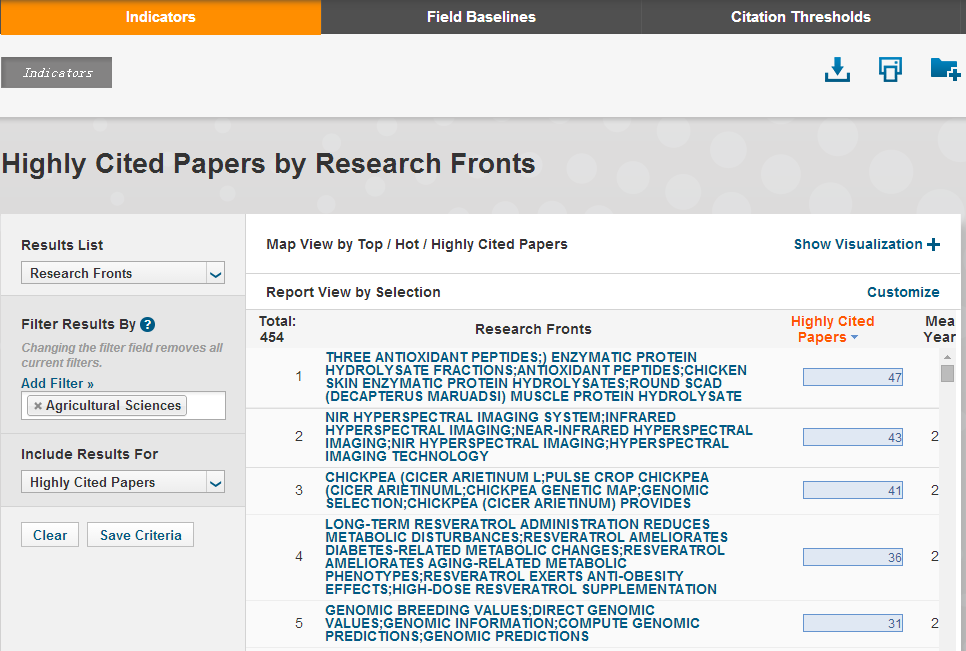 Indicators
Field Baselines
Citation Thresholds
Indicators
Highly Cited Papers by Research Fronts
Results List
Research Fronts
Filter Results By ?
Changing the filter field removes all
current filters.
Add Filter »
× Agricultural Sciences
Include Results For
Highly Cited Papers
Clear
Save Criteria
Map View by Top / Hot / Highly Cited Papers
Show Visualization +
Report View by Selection
Customize
Total:
454
Research Fronts
Highly Cited
Papers
Mea
Year
1
THREE ANTIOXIDANT PEPTIDES;) ENZYMATIC PROTEIN
HYDROLYSATE FRACTIONS;ANTIOXIDANT PEPTIDES;CHICKEN
SKIN ENZYMATIC PROTEIN HYDROLYSATES;ROUND SCAD
(DECAPTERUS MARUADSI) MUSCLE PROTEIN HYDROLYSATE
47
2
NIR HYPERSPECTRAL IMAGING SYSTEM;INFRARED
HYPERSPECTRAL IMAGING;NEAR-INFRARED HYPERSPECTRAL
IMAGING;NIR HYPERSPECTRAL IMAGING;HYPERSPECTRAL
IMAGING TECHNOLOGY
43
2
3
CHICKPEA (CICER ARIETINUM L;PULSE CROP CHICKPEA
(CICER ARIETINUML;CHICKPEA GENETIC MAP;GENOMIC
SELECTION;CHICKPEA (CICER ARIETINUM) PROVIDES
41
2
4
LONG-TERM RESVERATROL ADMINISTRATION REDUCES
METABOLIC DISTURBANCES;RESVERATROL AMELIORATES
DIABETES-RELATED METABOLIC CHANGES;RESVERATROL
AMELIORATES AGING-RELATED METABOLIC
PHENOTYPES;RESVERATROL EXERTS ANTI-OBESITY
EFFECTS;HIGH-DOSE RESVERATROL SUPPLEMENTATION
36
2
5
GENOMIC BREEDING VALUES;DIRECT GENOMIC
VALUES;GENOMIC INFORMATION;COMPUTE GENOMIC
PREDICTIONS;GENOMIC PREDICTIONS
31
2